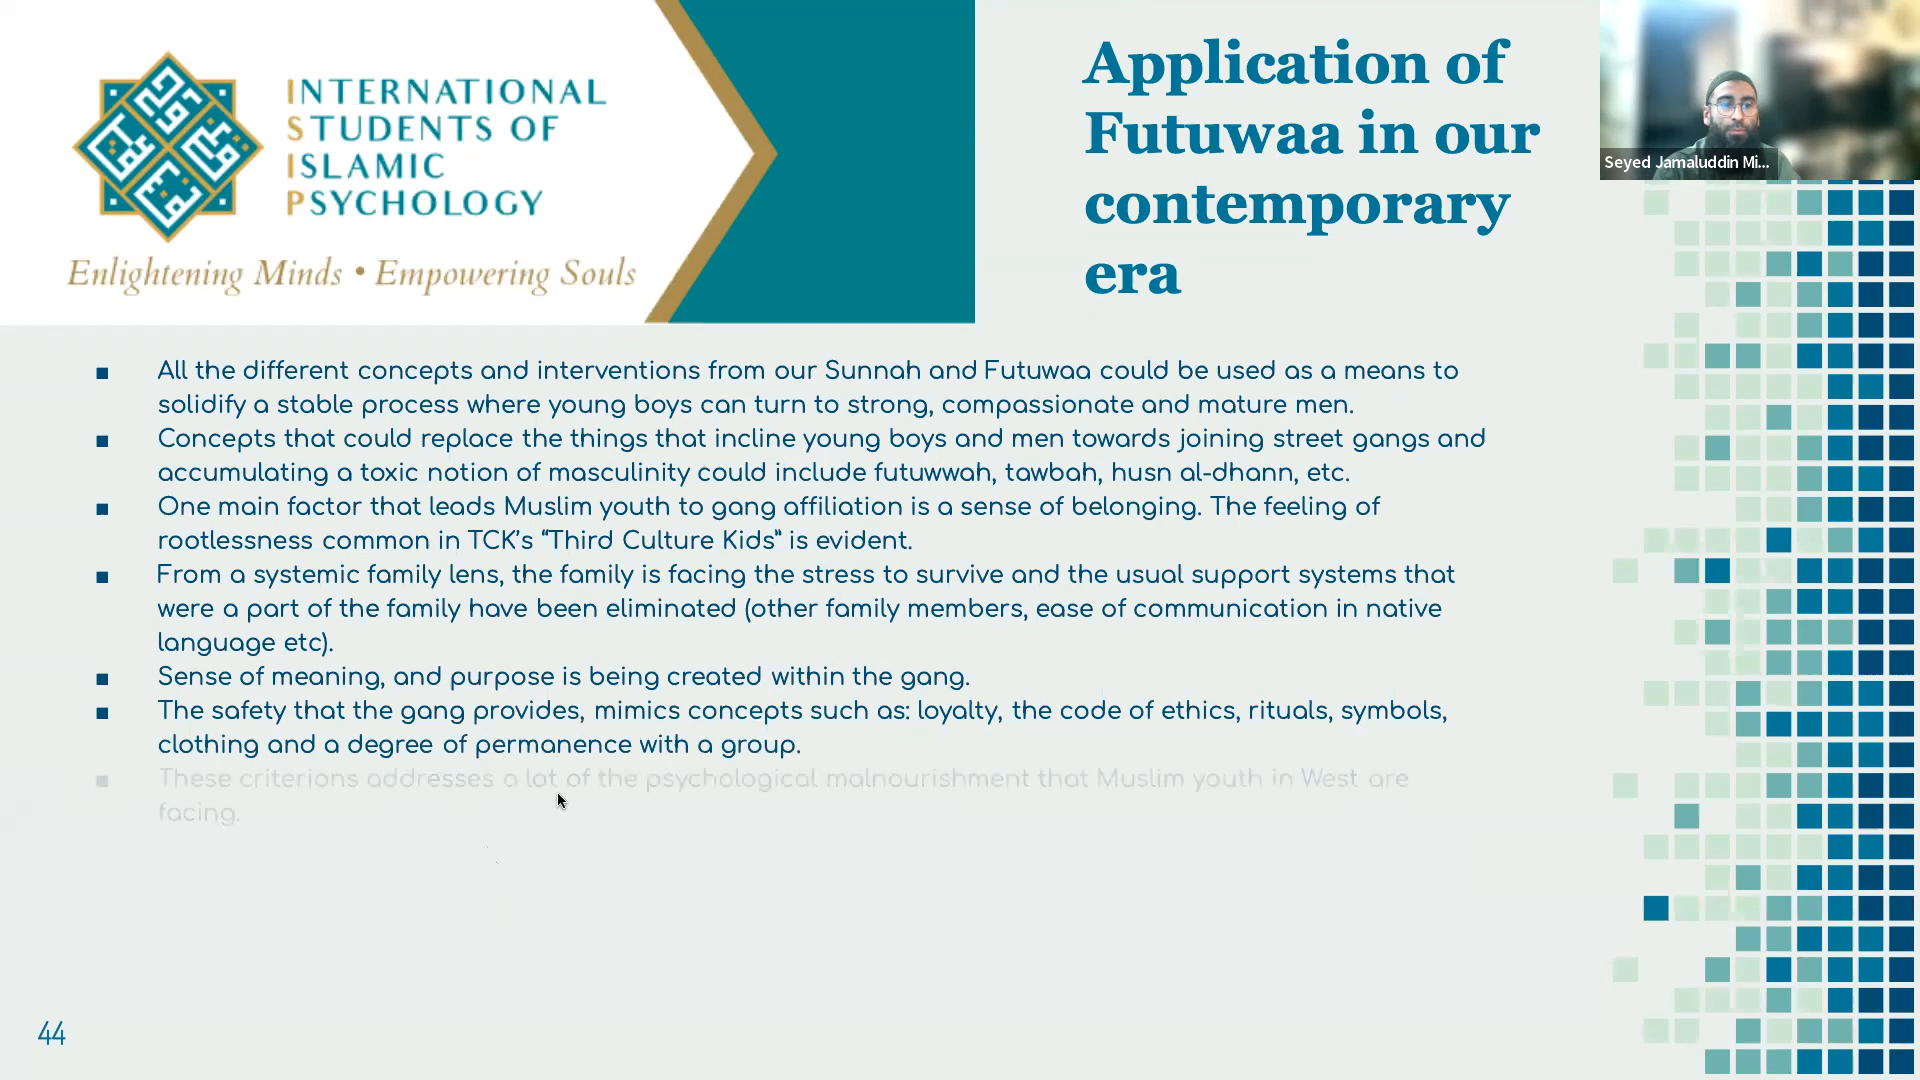 INTERNATIONAL
STUDENTS OF
ISLAMIC
PSYCHOLOGY
Enlightening Minds • Empowering Souls
Application of
Futuwaa in our
contemporary
era
Seyed Jamaluddin Mi...
■ All the different concepts and interventions from our Sunnah and Futuwaa could be used as a means to
solidify a stable process where young boys can turn to strong, compassionate and mature men.
■ Concepts that could replace the things that incline young boys and men towards joining street gangs and
accumulating a toxic notion of masculinity could include futuwwah, tawbah, husn al-dhann, etc.
■ One main factor that leads Muslim youth to gang affiliation is a sense of belonging. The feeling of
rootlessness common in TCK’s “Third Culture Kids” is evident.
■ From a systemic family lens, the family is facing the stress to survive and the usual support systems that
were a part of the family have been eliminated (other family members, ease of communication in native
language etc).
■ Sense of meaning, and purpose is being created within the gang.
■ The safety that the gang provides, mimics concepts such as: loyalty, the code of ethics, rituals, symbols,
clothing and a degree of permanence with a group.
■ These criterions addresses a lot of the psychological malnourishment that Muslim youth in West are
facing.
44